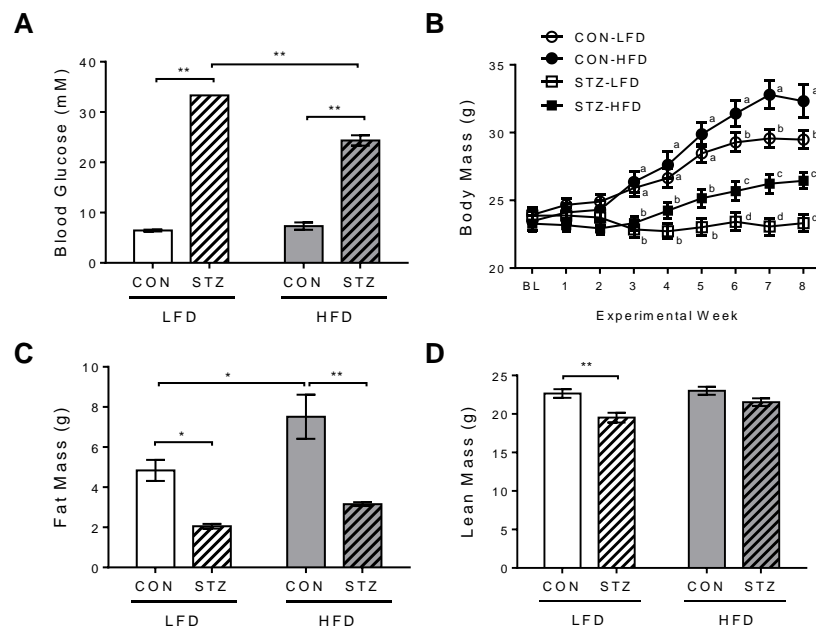 A
Blood Glucose (mM)
40
30
20
10
0
**
**
**
CON STZ CON STZ
LFD HFD
B
CON-LFD
CON-HFD
STZ-LFD
STZ-HFD
Body Mass (g)
35
30
25
20
a a a a a a
a a a b b b
b b b c c c
b b b d d d
BL 1 2 3 4 5 6 7 8
Experimental Week
C
Fat Mass (g)
10
8
6
4
2
0
* **
*
CON STZ CON STZ
LFD HFD
D
Lean Mass (g)
25
20
15
10
5
0
**
CON STZ CON STZ
LFD HFD